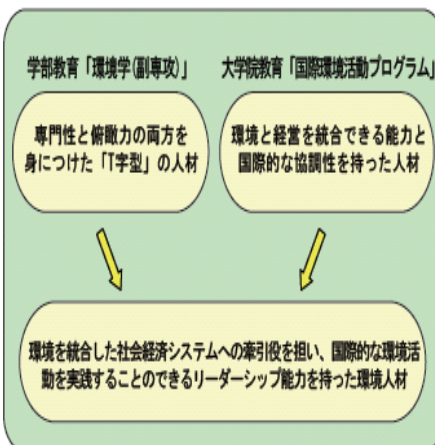 学部教育「環境学(副専攻)」
大学院教育「国際環境活動プログラム」
専門性と俯瞰力の両方を
身につけた「T字型」の人材
環境と経営を統合できる能力と
国際的な協調性を持った人材
環境を統合した社会経済システムへの牽引役を担い、国際的な環境活
動を実践することのできるリーダーシップ能力を持った環境人材